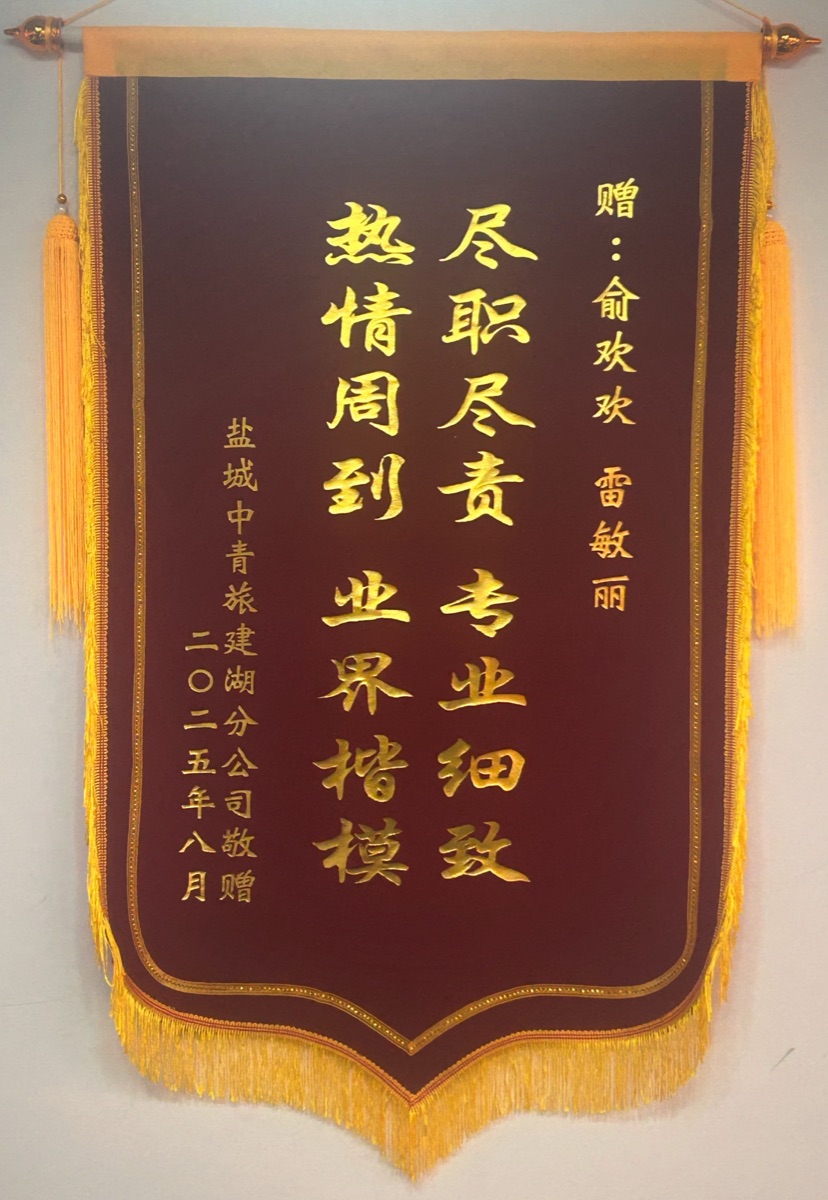 赠：俞欢欢 雷敏丽
尽职尽责 专业细致
热情周到 业界楷模
盐城中青旅建湖分公司敬赠
二〇二五年八月